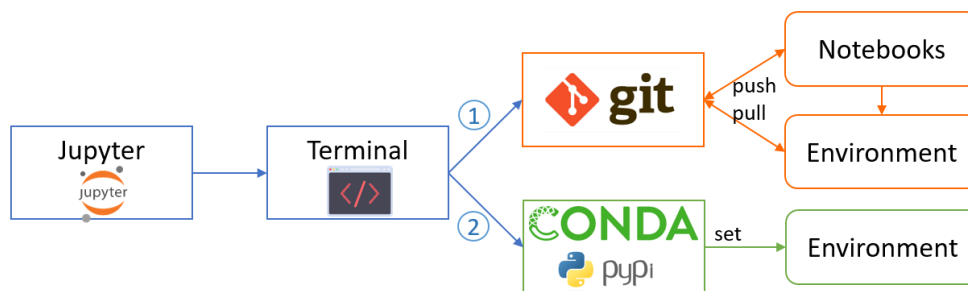 Jupyter
jupyter
Terminal
</>
1
2
git
CONDA
pypi
push
pull
set
Notebooks
Environment
Environment